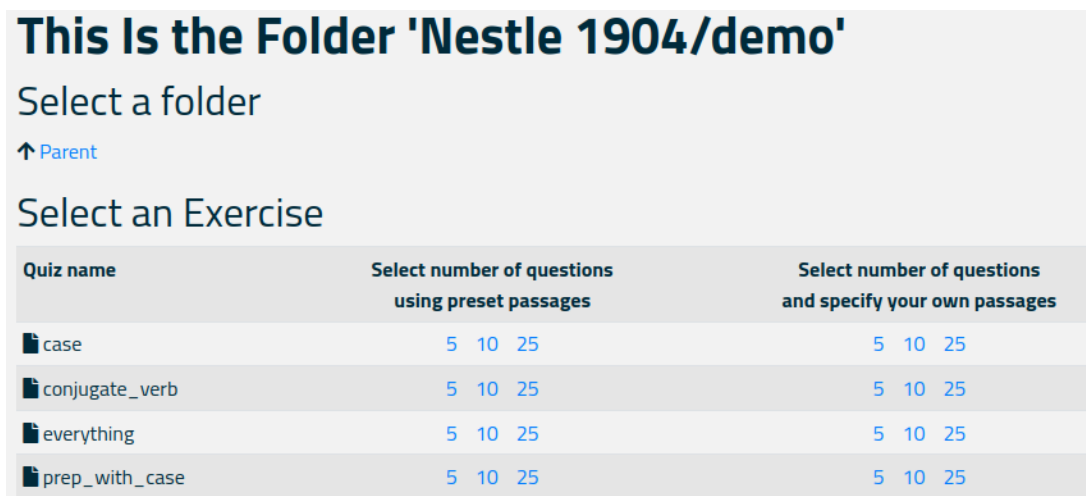 This Is the Folder 'Nestle 1904/demo'
Select a folder
Parent
Select an Exercise
Quiz name Select number of questions using preset passages Select number of questions and specify your own passages
case 5 10 25 5 10 25
conjugate_verb 5 10 25 5 10 25
everything 5 10 25 5 10 25
prep_with_case 5 10 25 5 10 25